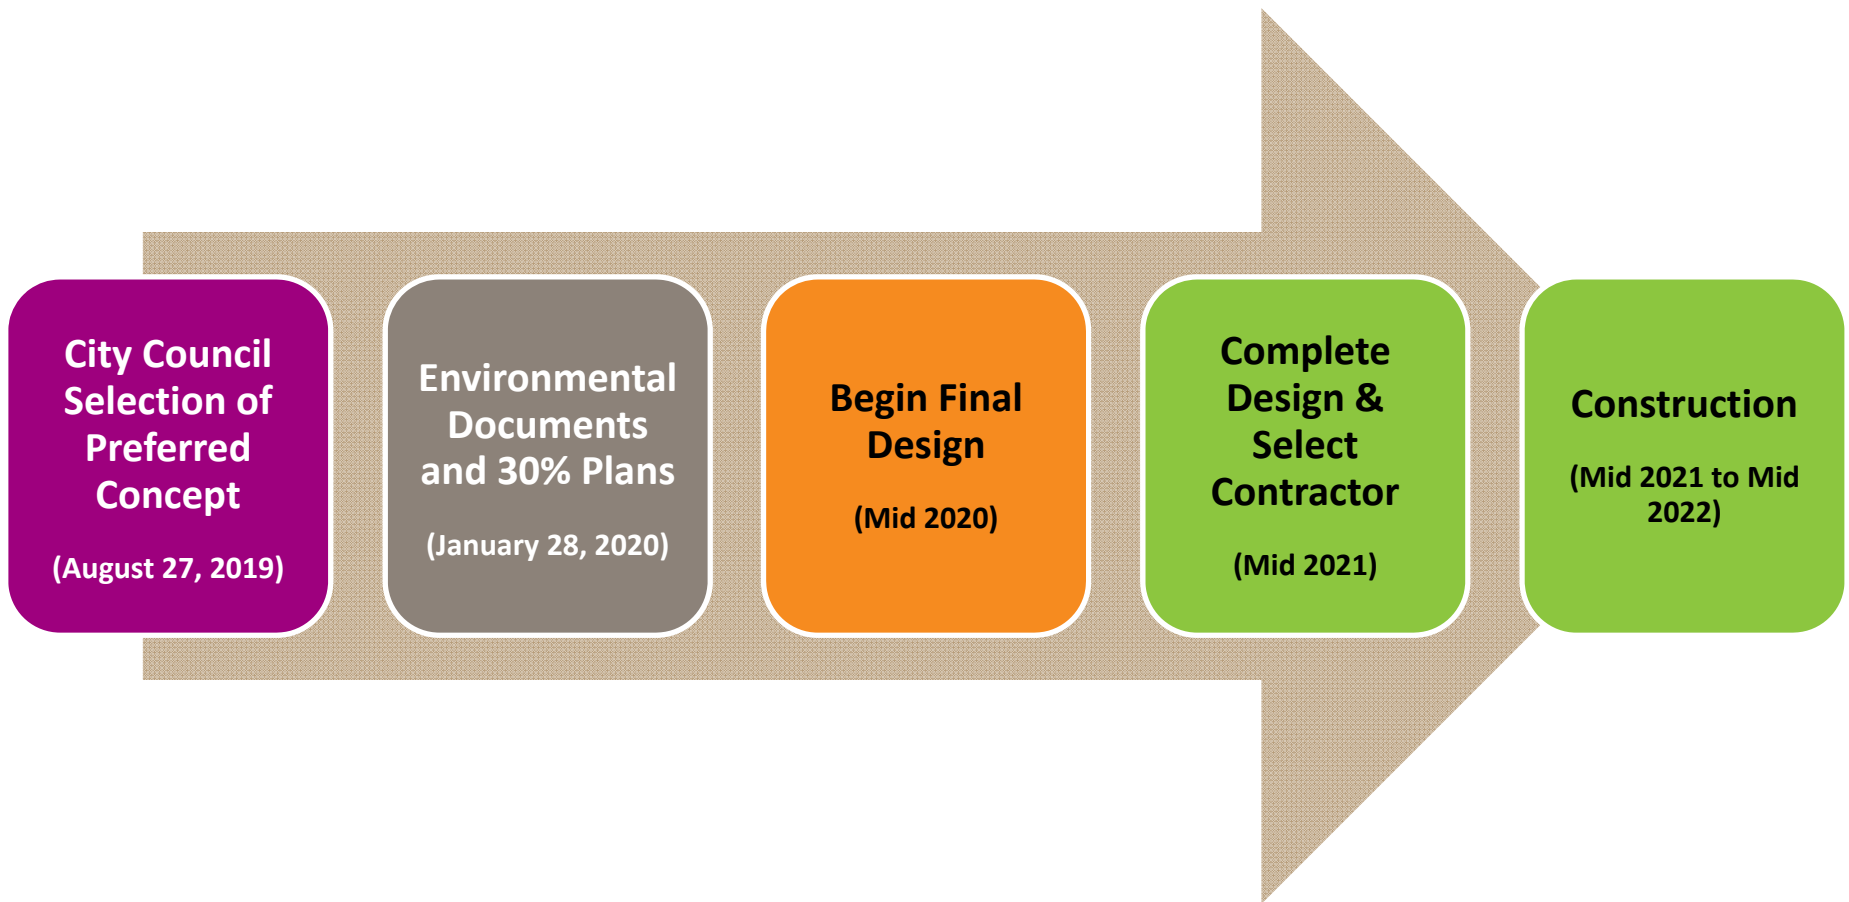 City Council
Selection of
Preferred
Concept
(August 27, 2019)
Environmental
Documents
and 30% Plans
(January 28, 2020)
Begin Final
Design
(Mid 2020)
Complete
Design &
Select
Contractor
(Mid 2021)
Construction
(Mid 2021 to Mid
2022)